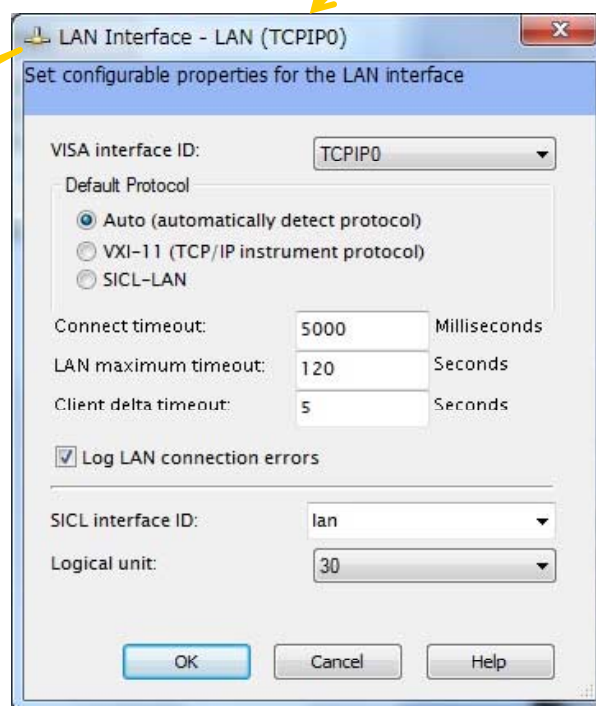 LAN Interface - LAN (TCPIP0)
Set configurable properties for the LAN interface
VISA interface ID: TCPIP0
Default Protocol
Auto (automatically detect protocol)
VXI-11 (TCP/IP instrument protocol)
SICL-LAN
Connect timeout: 5000 Milliseconds
LAN maximum timeout: 120 Seconds
Client delta timeout: 5 Seconds
Log LAN connection errors
SICL interface ID: lan
Logical unit: 30
OK Cancel Help